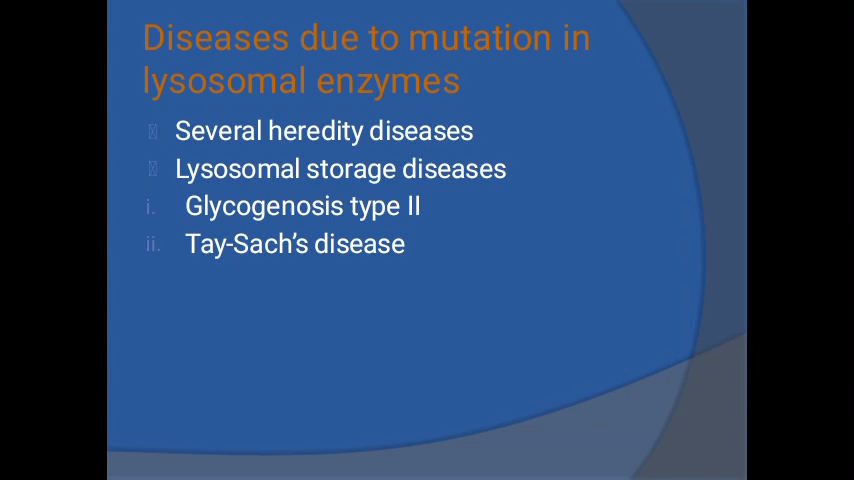 Diseases due to mutation in
lysosomal enzymes
Several heredity diseases
Lysosomal storage diseases
i. Glycogenosis type II
ii. Tay-Sach’s disease